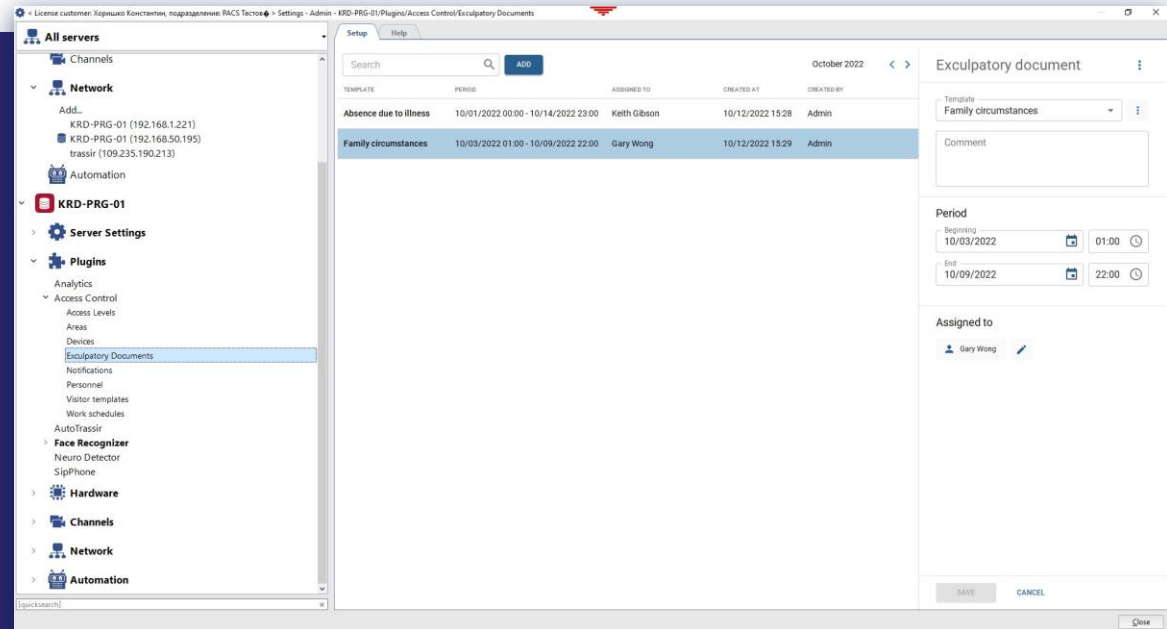 < License customer: Хоришко Константин, подразделение: PACS Тестов� > Settings - Admin - KRD-PRG-01/Plugins/Access Control/Exculpatory Documents
All servers
Channels
Network
Add...
KRD-PRG-01 (192.168.1.221)
KRD-PRG-01 (192.168.50.195)
trassir (109.235.190.213)
Automation
KRD-PRG-01
Server Settings
Plugins
Analytics
Access Control
Access Levels
Areas
Devices
Exculpatory Documents
Notifications
Personnel
Visitor templates
Work schedules
AutoTrassir
Face Recognizer
Neuro Detector
SipPhone
Hardware
Channels
Network
Automation
[quicksearch]
Setup Help
Search ADD October 2022
TEMPLATE PERIOD ASSIGNED TO CREATED AT CREATED BY
Absence due to illness 10/01/2022 00:00 - 10/14/2022 23:00 Keith Gibson 10/12/2022 15:28 Admin
Family circumstances 10/03/2022 01:00 - 10/09/2022 22:00 Gary Wong 10/12/2022 15:29 Admin
Exculpatory document
Template
Family circumstances
Comment
Period
Beginning
10/03/2022 01:00
End
10/09/2022 22:00
Assigned to
Gary Wong
SAVE CANCEL
Close